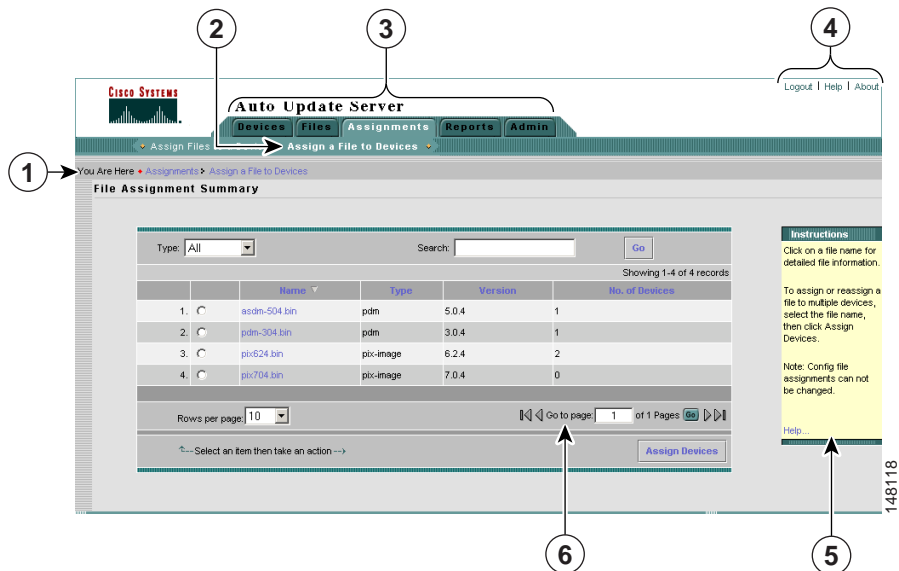 2
3
4
CISCO SYSTEMS
Logout | Help | About
Auto Update Server
Devices Files Assignments Reports Admin
Assign Files Assign a File to Devices
1
You Are Here Assignments Assign a File to Devices
File Assignment Summary
Type: All Search: Go
Showing 1-4 of 4 records
Name Type Version No. of Devices
1. asdm-504.bin pdm 5.0.4 1
2. pdm-304.bin pdm 3.0.4 1
3. pix624.bin pix-image 6.2.4 2
4. pix704.bin pix-image 7.0.4 0
Rows per page: 10 Go to page: 1 of 1 Pages Go
<--Select an item then take an action--> Assign Devices
Instructions
Click on a file name for
detailed file information.
To assign or reassign a
file to multiple devices,
select the file name,
then click Assign
Devices.
Note: Config file
assignments can not
be changed.
Help...
148118
6
5